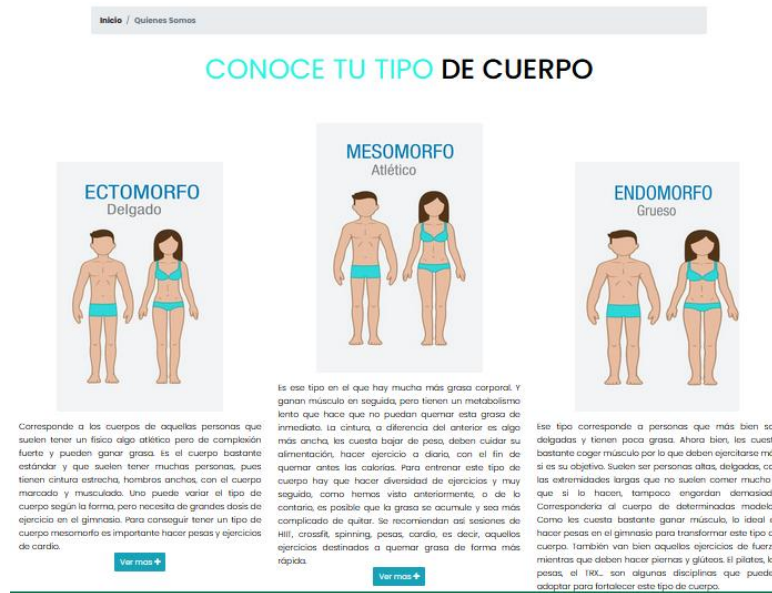 Inicio / Quienes Somos
CONOCE TU TIPO DE CUERPO
ECTOMORFO
Delgado
Corresponde a los cuerpos de aquellas personas que
suelen tener un físico algo atlético pero de complexión
fuerte y pueden ganar grasa. Es el cuerpo bastante
estándar y que suelen tener muchas personas, pues
tienen cintura estrecha, hombros anchos, con el cuerpo
marcado y musculado. Uno puede variar el tipo de
cuerpo según la forma, pero necesita de grandes dosis de
ejercicio en el gimnasio. Para conseguir tener un tipo de
cuerpo mesomorfo es importante hacer pesas y ejercicios
de cardio.
Ver mas +
MESOMORFO
Atlético
Es ese tipo en el que hay mucha más grasa corporal. Y
ganan músculo en seguida, pero tienen un metabolismo
lento que hace que no puedan quemar esta grasa de
inmediato. La cintura, a diferencia del anterior es algo
más ancha, les cuesta bajar de peso, deben cuidar su
alimentación, hacer ejercicio a diario, con el fin de
quemar antes las calorías. Para entrenar este tipo de
cuerpo hay que hacer diversidad de ejercicios y muy
seguido, como hemos visto anteriormente, o de lo
contario, es posible que la grasa se acumule y sea más
complicado de quitar. Se recomiendan así sesiones de
HIIT, crossfit, spinning, pesas, cardio, es decir, aquellos
ejercicios destinados a quemar grasa de forma más
rápida.
Ver mas +
ENDOMORFO
Grueso
Ese tipo corresponde a personas que más bien so
delgadas y tienen poca grasa. Ahora bien, les cuest
bastante coger músculo por lo que deben ejercitarse má
si es su objetivo. Suelen ser personas altas, delgadas, co
las extremidades largas que no suelen comer mucho
que si lo hacen, tampoco engordan demasiad
Correspondería al cuerpo de determinadas modelo
Como les cuesta bastante ganar músculo, lo ideal e
hacer pesas en el gimnasio para transformar este tipo d
cuerpo. También van bien aquellos ejercicios de fuerz
mientras que deben hacer piernas y glúteos. El pilates, la
pesas, el TRX... son algunas disciplinas que puede
adoptar para fortalecer este tipo de cuerpo.